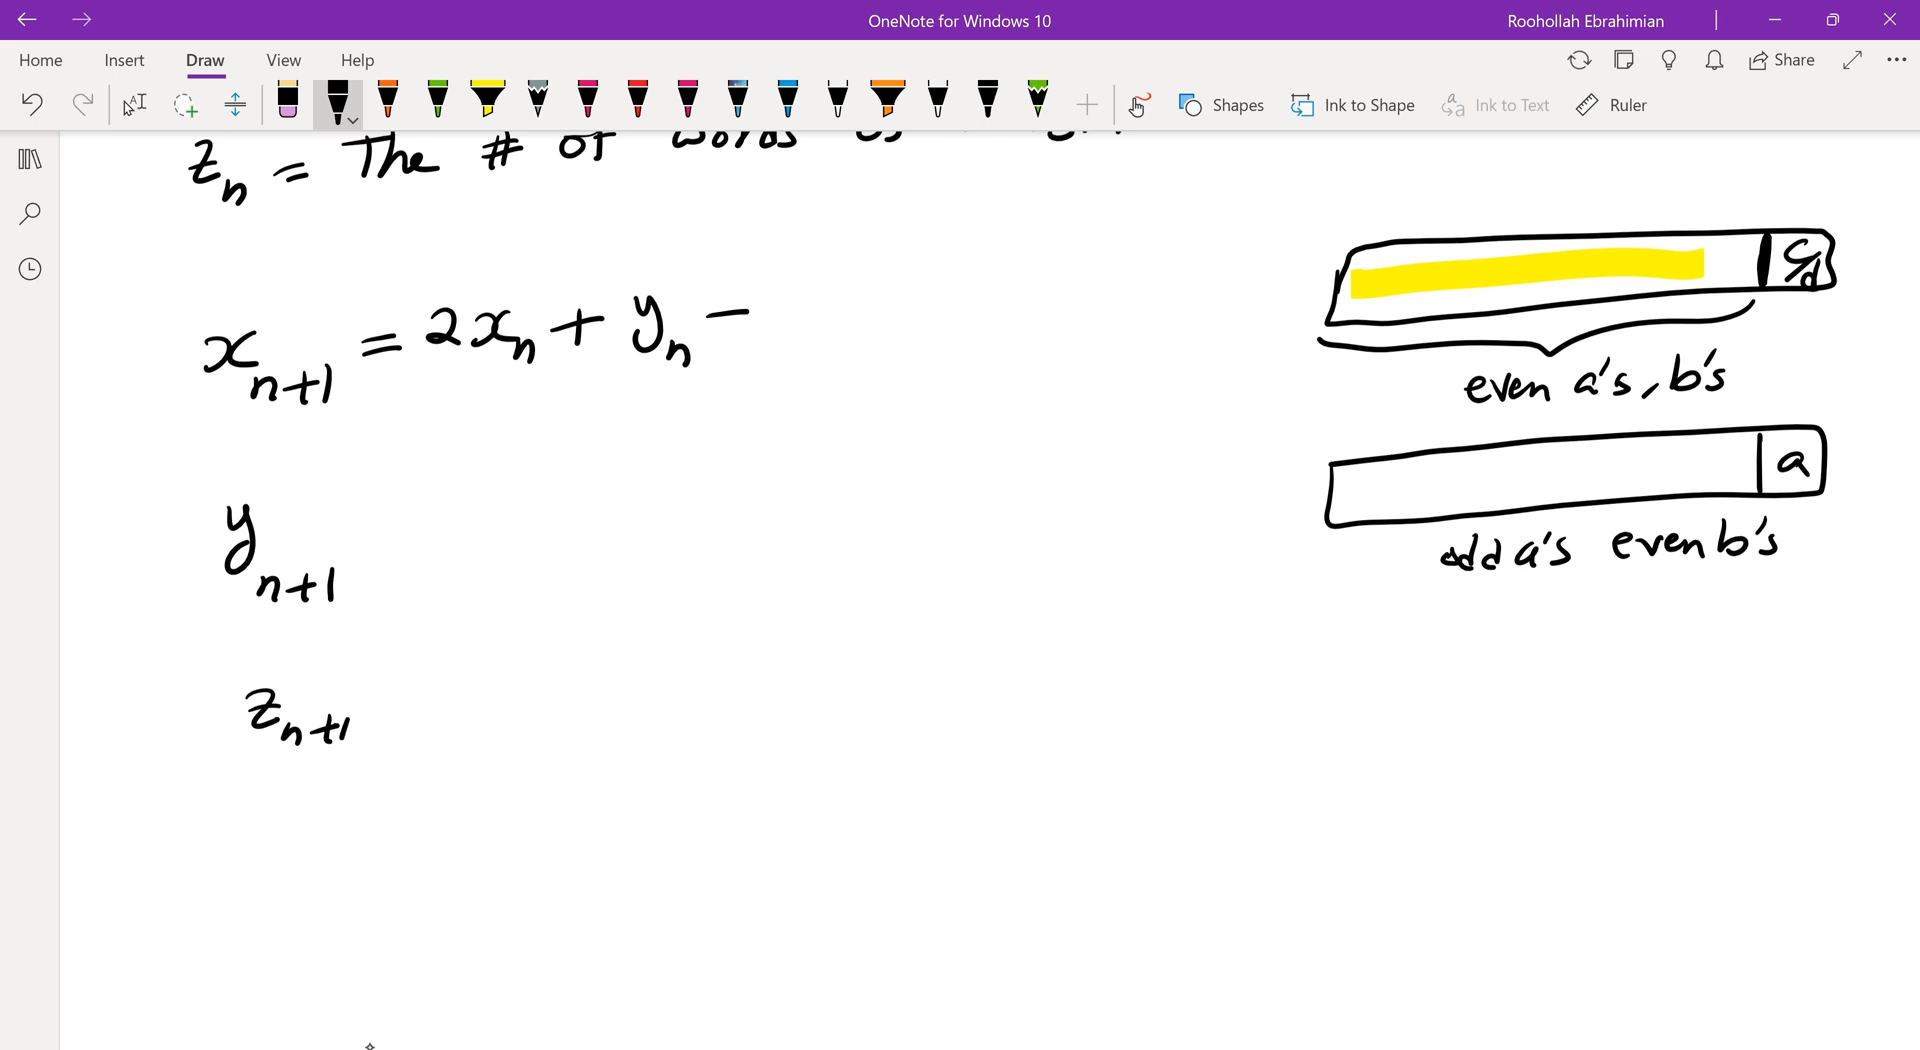 OneNote for Windows 10
Roohollah Ebrahimian
Home Insert Draw View Help
Share
Shapes Ink to Shape Ink to Text Ruler
z_n = The # of words
x_{n+1} = 2x_n + y_n −
c/d
even a's, b's
a
odd a's even b's
y_{n+1}
z_{n+1}